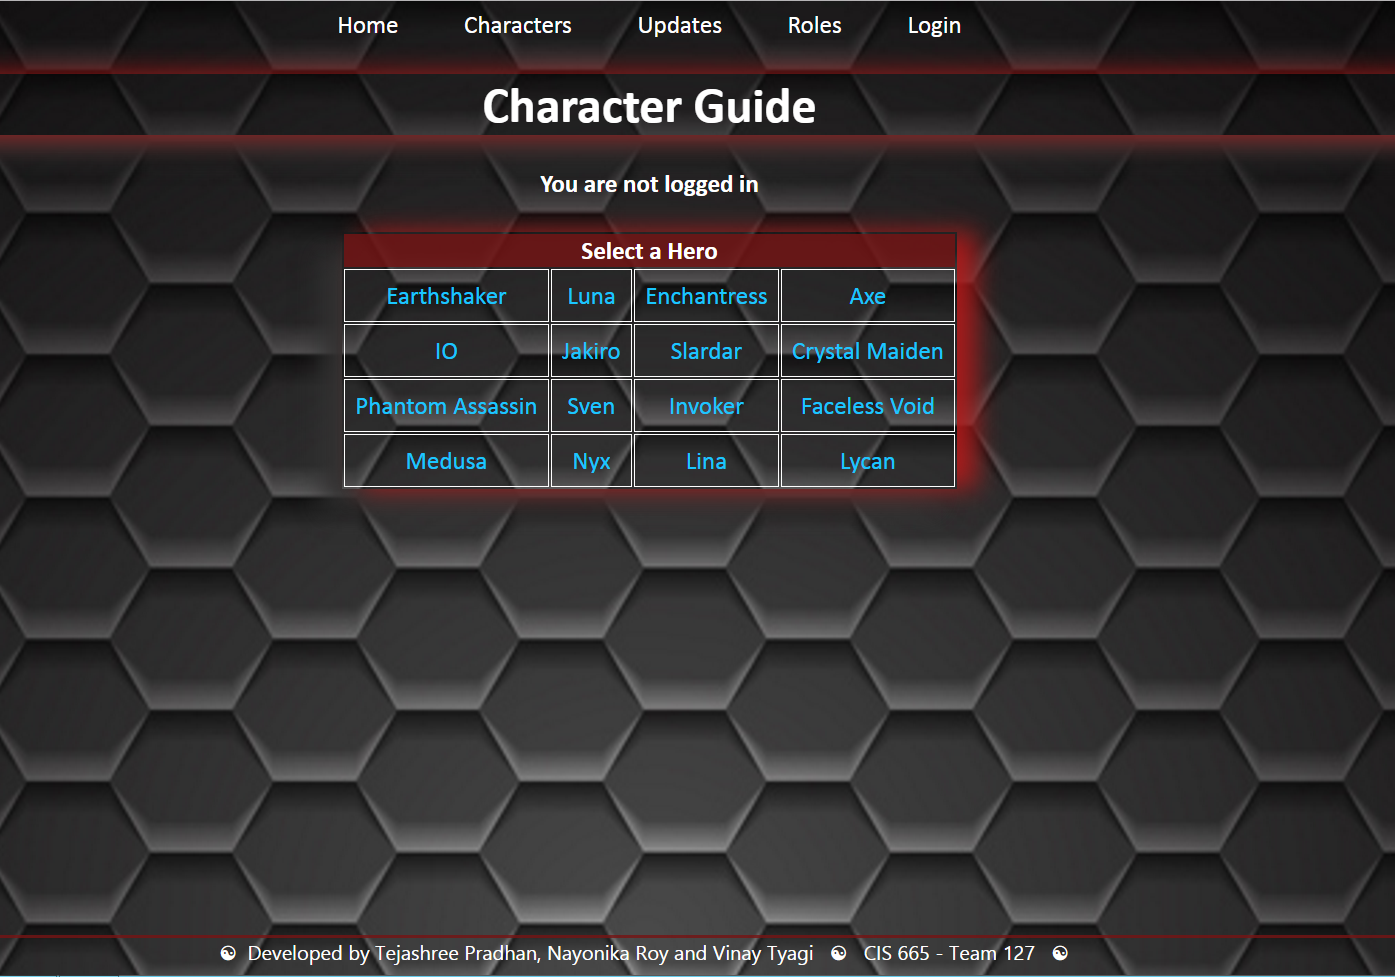 Home Characters Updates Roles Login
Character Guide
You are not logged in
Select a Hero
Earthshaker Luna Enchantress Axe
IO Jakiro Slardar Crystal Maiden
Phantom Assassin Sven Invoker Faceless Void
Medusa Nyx Lina Lycan
☯ Developed by Tejashree Pradhan, Nayonika Roy and Vinay Tyagi ☯ CIS 665 - Team 127 ☯